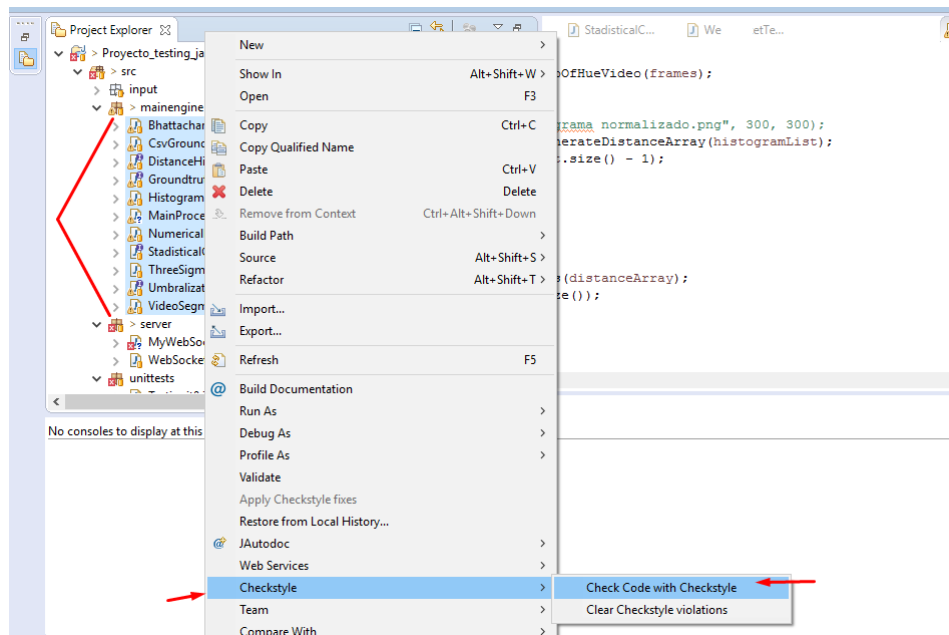 Project Explorer
> Proyecto_testing_ja
> src
input
> mainengine
Bhattachar
CsvGround
DistanceHi
Groundtru
Histogram
MainProce
Numerical
StadisticalC
ThreeSigm
Umbralizat
VideoSegm
> server
MyWebSo
WebSocke
unittests
No consoles to display at this
New
Show In Alt+Shift+W >
Open F3
Copy Ctrl+C
Copy Qualified Name
Paste Ctrl+V
Delete Delete
Remove from Context Ctrl+Alt+Shift+Down
Build Path
Source Alt+Shift+S >
Refactor Alt+Shift+T >
Import...
Export...
Refresh F5
Build Documentation
Run As
Debug As
Profile As
Validate
Apply Checkstyle fixes
Restore from Local History...
JAutodoc
Web Services
Checkstyle
Team
Compare With
Check Code with Checkstyle
Clear Checkstyle violations
StadisticalC... We etTe...
OfHueVideo(frames);
grama normalizado.png", 300, 300);
nerateDistanceArray(histogramList);
t.size() - 1);
s(distanceArray);
ze());